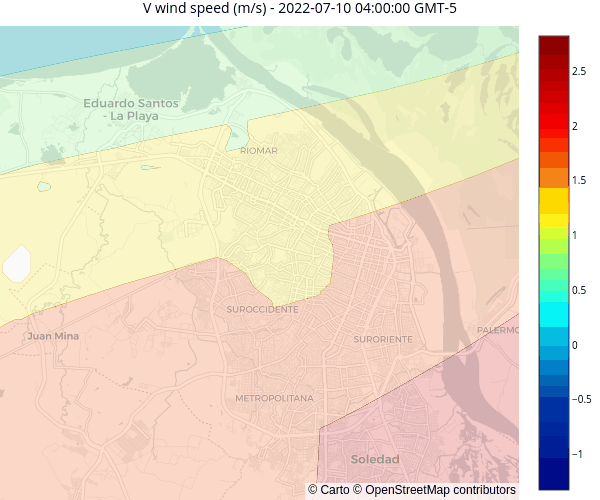 V wind speed (m/s) - 2022-07-10 04:00:00 GMT-5
Eduardo Santos
- La Playa
RIOMAR
SUROCCIDENTE
Juan Mina
SURORIENTE
PALERMO
METROPOLITANA
Soledad
© Carto © OpenStreetMap contributors
2.5
2
1.5
1
0.5
0
−0.5
−1